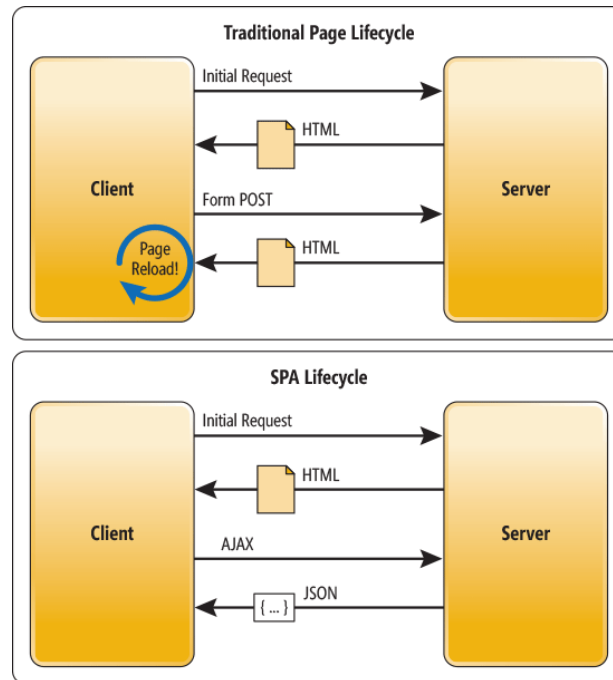 Traditional Page Lifecycle
Initial Request
HTML
Client
Server
Form POST
HTML
Page
Reload!
SPA Lifecycle
Initial Request
HTML
Client
Server
AJAX
JSON
{ ... }